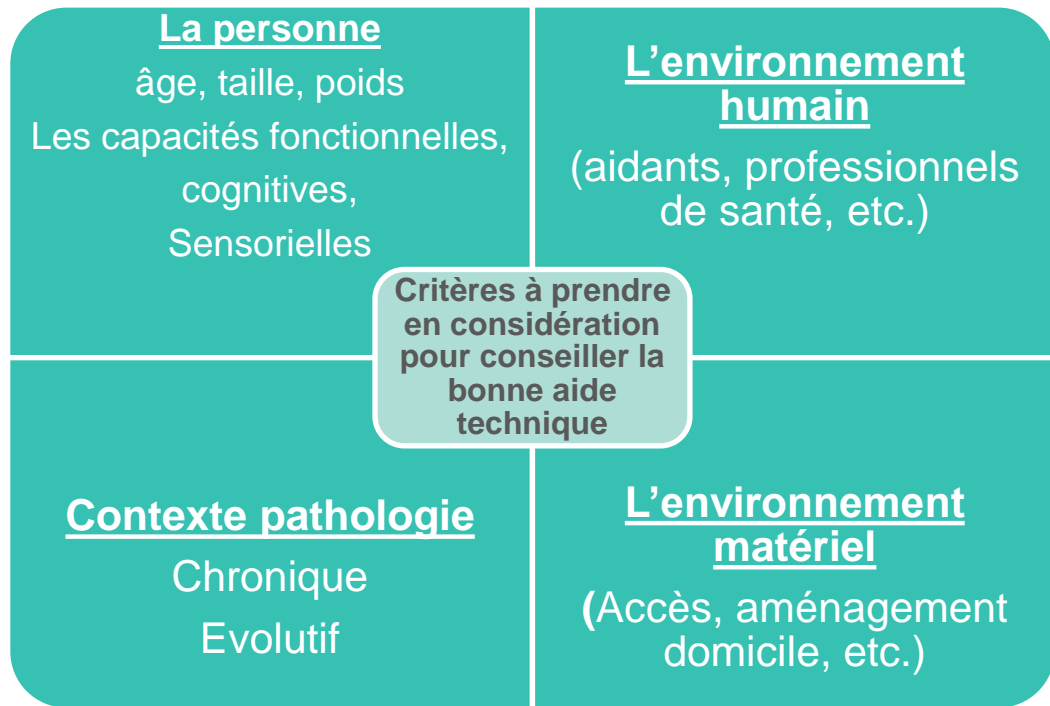 La personne
âge, taille, poids
Les capacités fonctionnelles,
cognitives,
Sensorielles
L’environnement
humain
(aidants, professionnels
de santé, etc.)
Critères à prendre
en considération
pour conseiller la
bonne aide
technique
Contexte pathologie
Chronique
Evolutif
L’environnement
matériel
(Accès, aménagement
domicile, etc.)